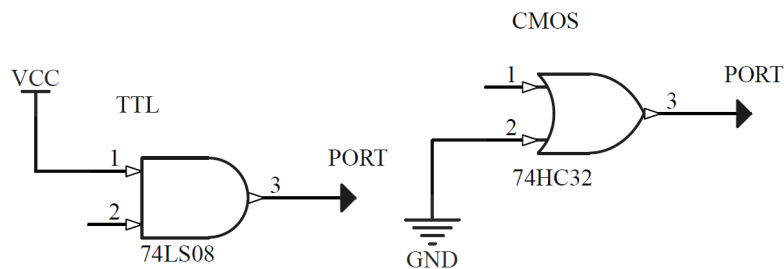 VCC
TTL
1
2
3
PORT
74LS08
CMOS
1
2
3
PORT
74HC32
GND